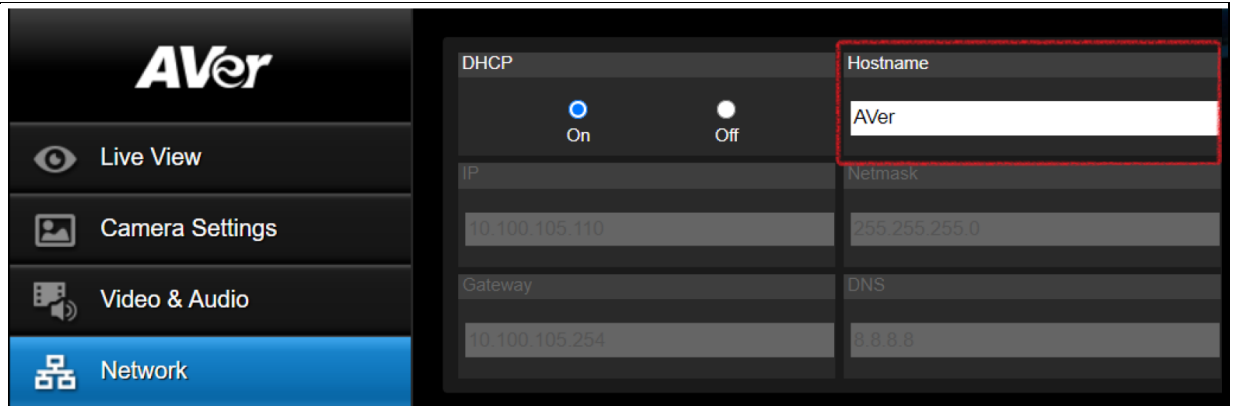 AVer
Live View
Camera Settings
Video & Audio
Network
DHCP
On
Off
Hostname
AVer
IP
10.100.105.110
Netmask
255.255.255.0
Gateway
10.100.105.254
DNS
8.8.8.8